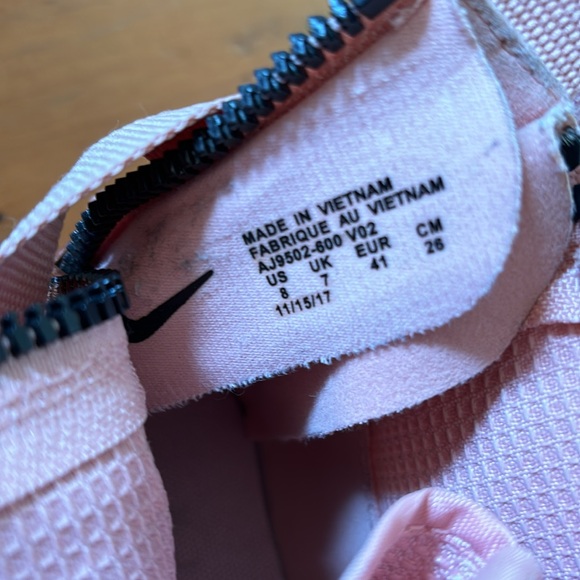 MADE IN VIETNAM
FABRIQUE AU VIETNAM
AJ9502-600 V02
US UK EUR CM
8 7 41 26
11/15/17